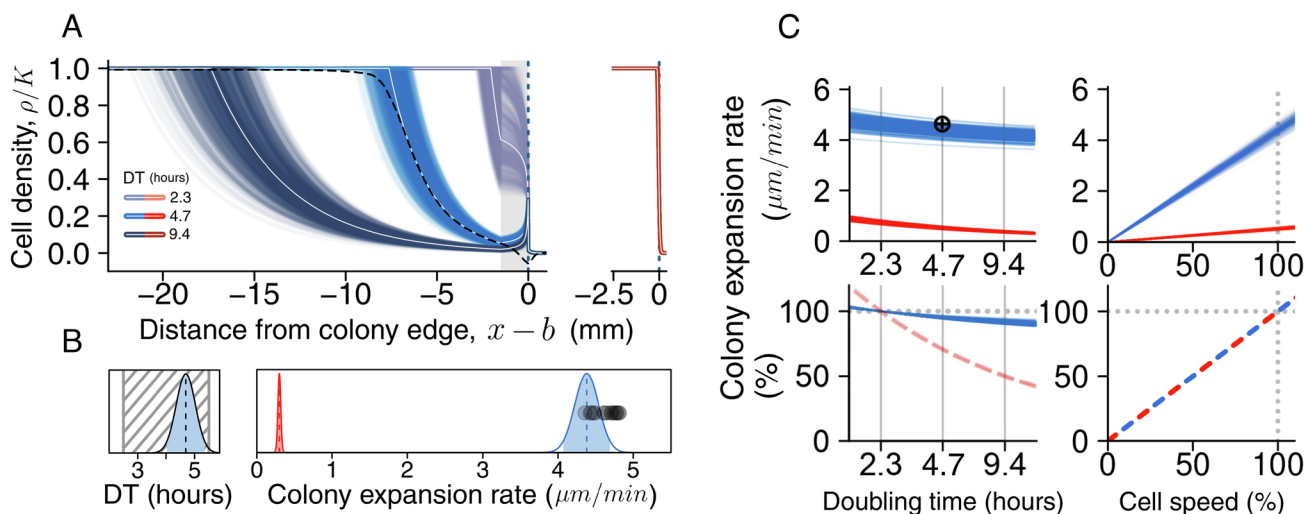 A
Cell density, ρ/K
1.0
0.8
0.6
0.4
0.2
0.0
DT (hours)
2.3
4.7
9.4
−20 −15 −10 −5 0 −2.5 0
Distance from colony edge, x − b (mm)
B
3 5
DT (hours)
0 1 2 3 4 5
Colony expansion rate (μm/min)
C
Colony expansion rate
(μm/min)
(%)
6
4
2
0
2.3 4.7 9.4
6
4
2
0
0 50 100
100
50
0
2.3 4.7 9.4
Doubling time (hours)
100
50
0
0 50 100
Cell speed (%)